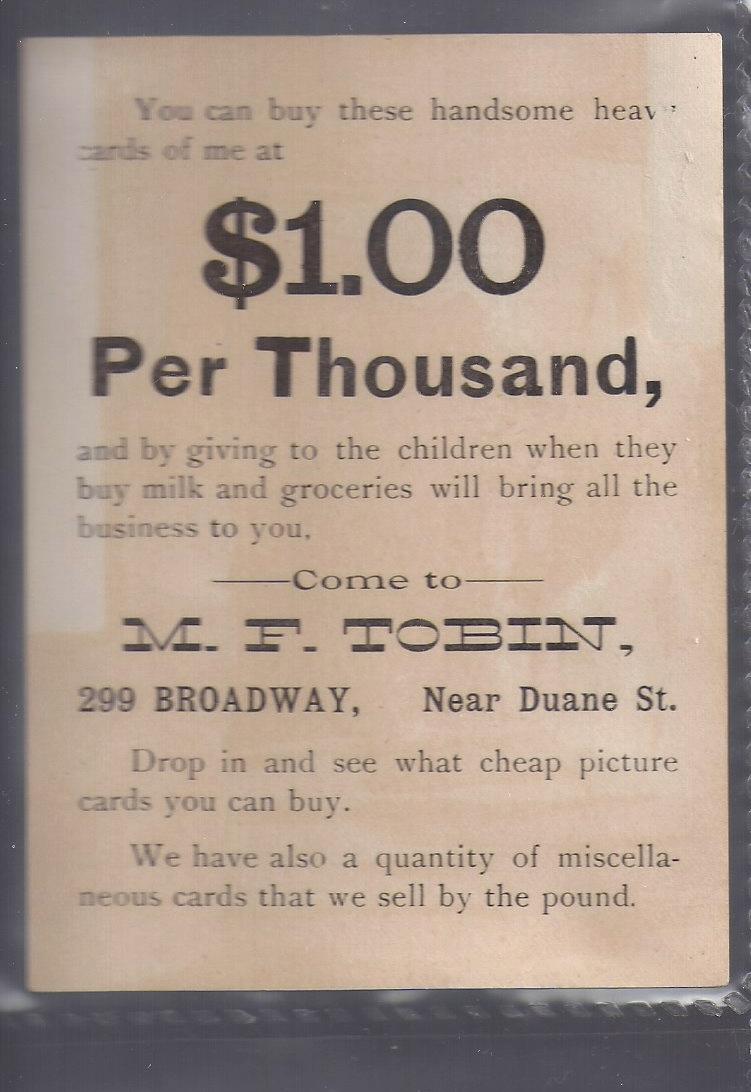 You can buy these handsome heavy
cards of me at
$1.00
Per Thousand,
and by giving to the children when they
buy milk and groceries will bring all the
business to you,
Come to
M. F. TOBIN,
299 BROADWAY, Near Duane St.
Drop in and see what cheap picture
cards you can buy.
We have also a quantity of miscella-
neous cards that we sell by the pound.